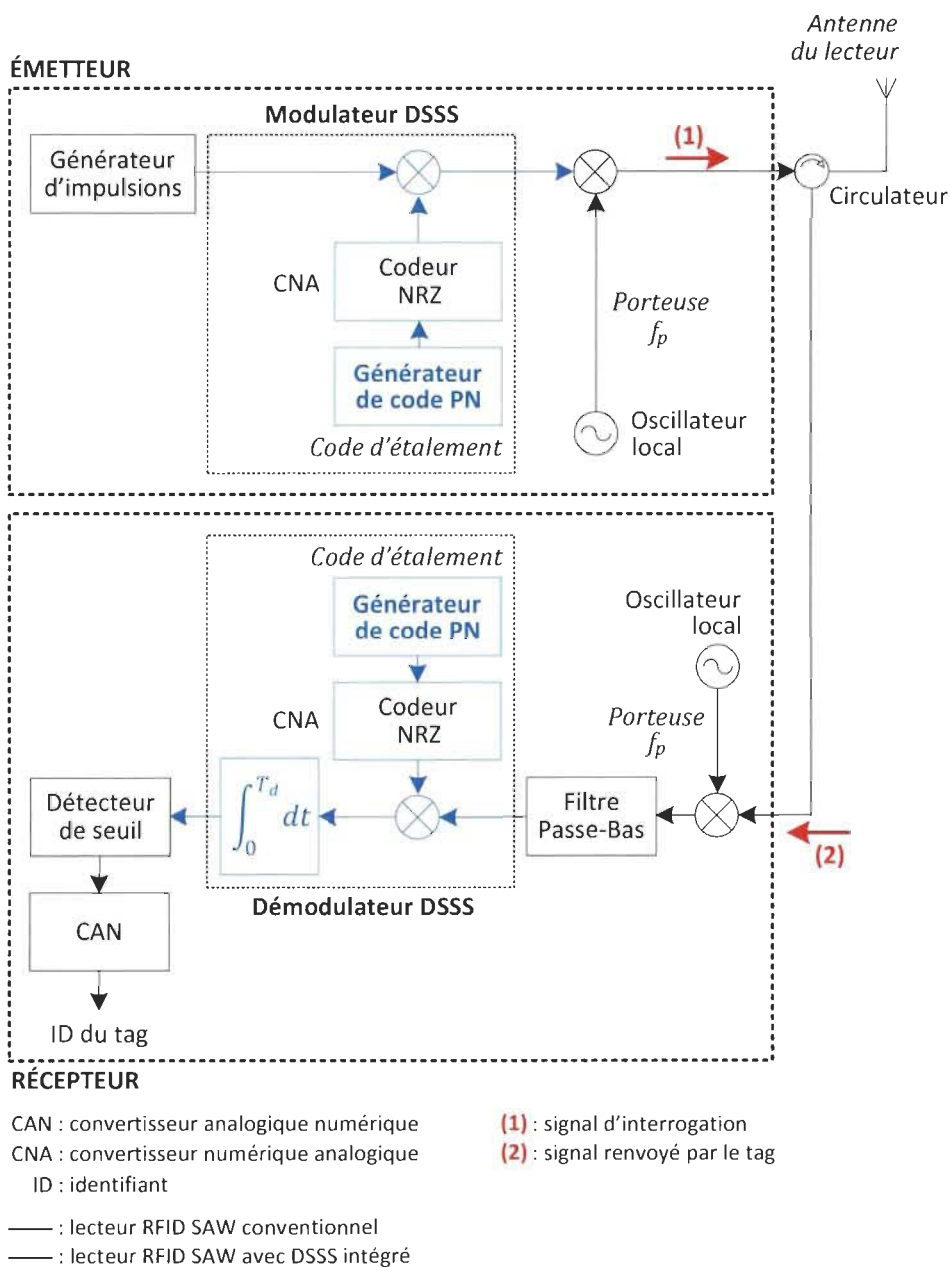 Antenne
du lecteur
ÉMETTEUR
Modulateur DSSS
(1)
Générateur
d'impulsions
Circulateur
CNA
Codeur
NRZ
Porteuse
f_p
Générateur
de code PN
Code d'étalement
Oscillateur
local
Code d'étalement
Générateur
de code PN
Oscillateur
local
CNA
Codeur
NRZ
Porteuse
f_p
Détecteur
de seuil
∫_0^{T_d} dt
Filtre
Passe-Bas
(2)
Démodulateur DSSS
CAN
ID du tag
RÉCEPTEUR
CAN : convertisseur analogique numérique
(1) : signal d'interrogation
CNA : convertisseur numérique analogique
(2) : signal renvoyé par le tag
ID : identifiant
—— : lecteur RFID SAW conventionnel
—— : lecteur RFID SAW avec DSSS intégré